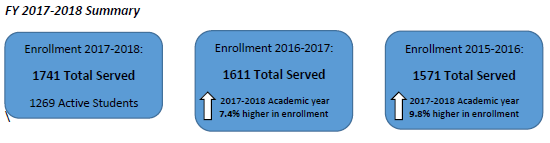 FY 2017-2018 Summary
Enrollment 2017-2018:
1741 Total Served
1269 Active Students
Enrollment 2016-2017:
1611 Total Served
2017-2018 Academic year
7.4% higher in enrollment
Enrollment 2015-2016:
1571 Total Served
2017-2018 Academic year
9.8% higher in enrollment